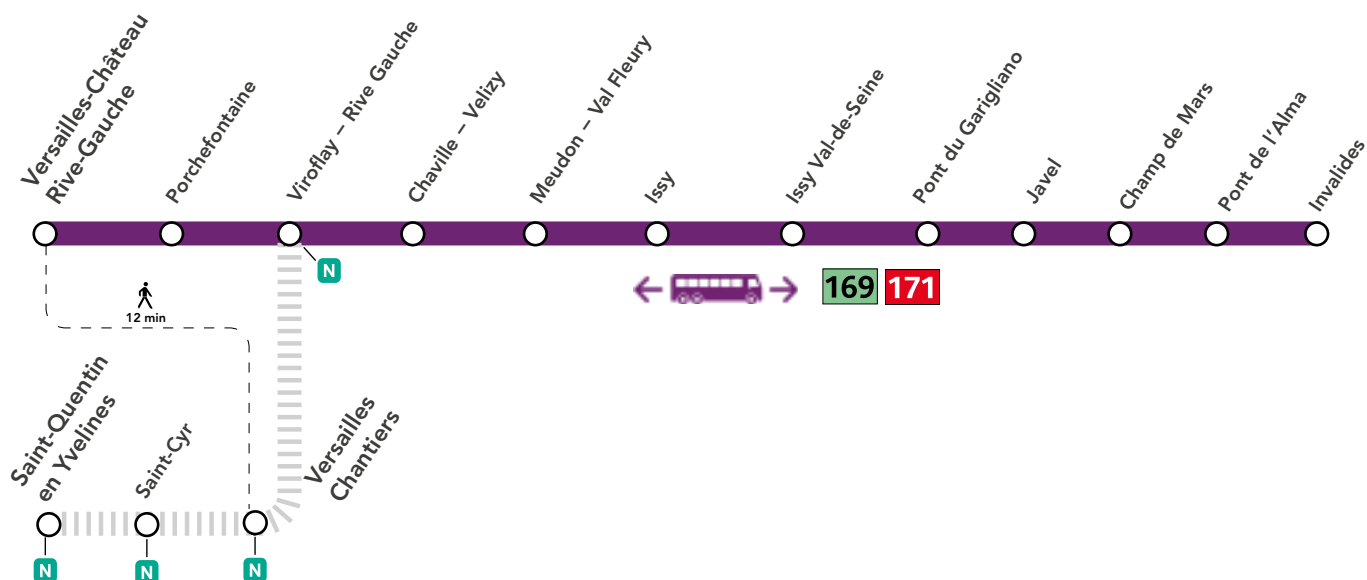 Versailles-Château
Rive-Gauche
Porchefontaine
Viroflay – Rive Gauche
Chaville – Velizy
Meudon – Val Fleury
Issy
Issy Val-de-Seine
Pont du Garigliano
Javel
Champ de Mars
Pont de l'Alma
Invalides
N
169
171
12 min
Saint-Quentin
en Yvelines
Saint-Cyr
Versailles
Chantiers
N
N
N